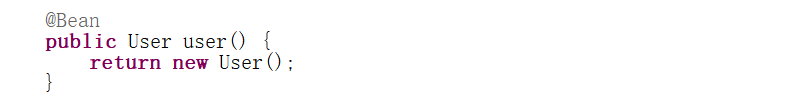 @Bean
public User user() {
    return new User();
}